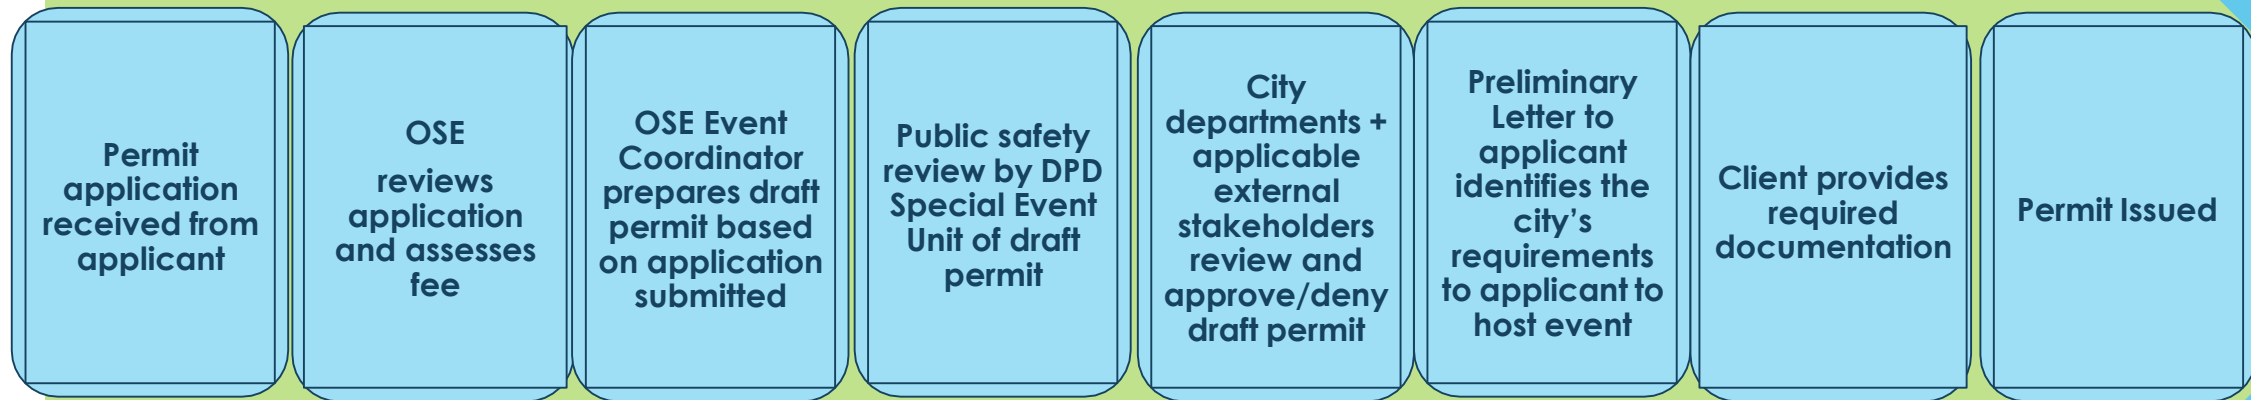 Permit
application
received from
applicant
OSE
reviews
application
and assesses
fee
OSE Event
Coordinator
prepares draft
permit based
on application
submitted
Public safety
review by DPD
Special Event
Unit of draft
permit
City
departments +
applicable
external
stakeholders
review and
approve/deny
draft permit
Preliminary
Letter to
applicant
identifies the
city’s
requirements
to applicant to
host event
Client provides
required
documentation
Permit Issued